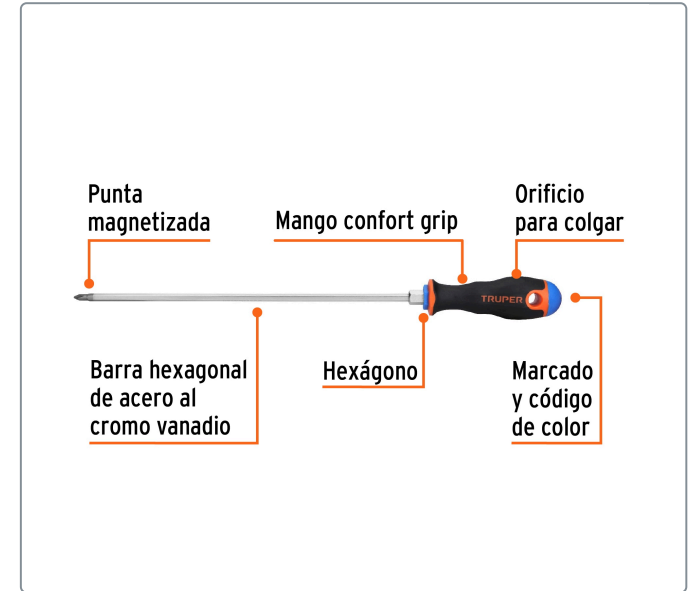 Punta
magnetizada
Mango confort grip
Orificio
para colgar
TRUPER
Barra hexagonal
de acero al
cromo vanadio
Hexágono
Marcado
y código
de color